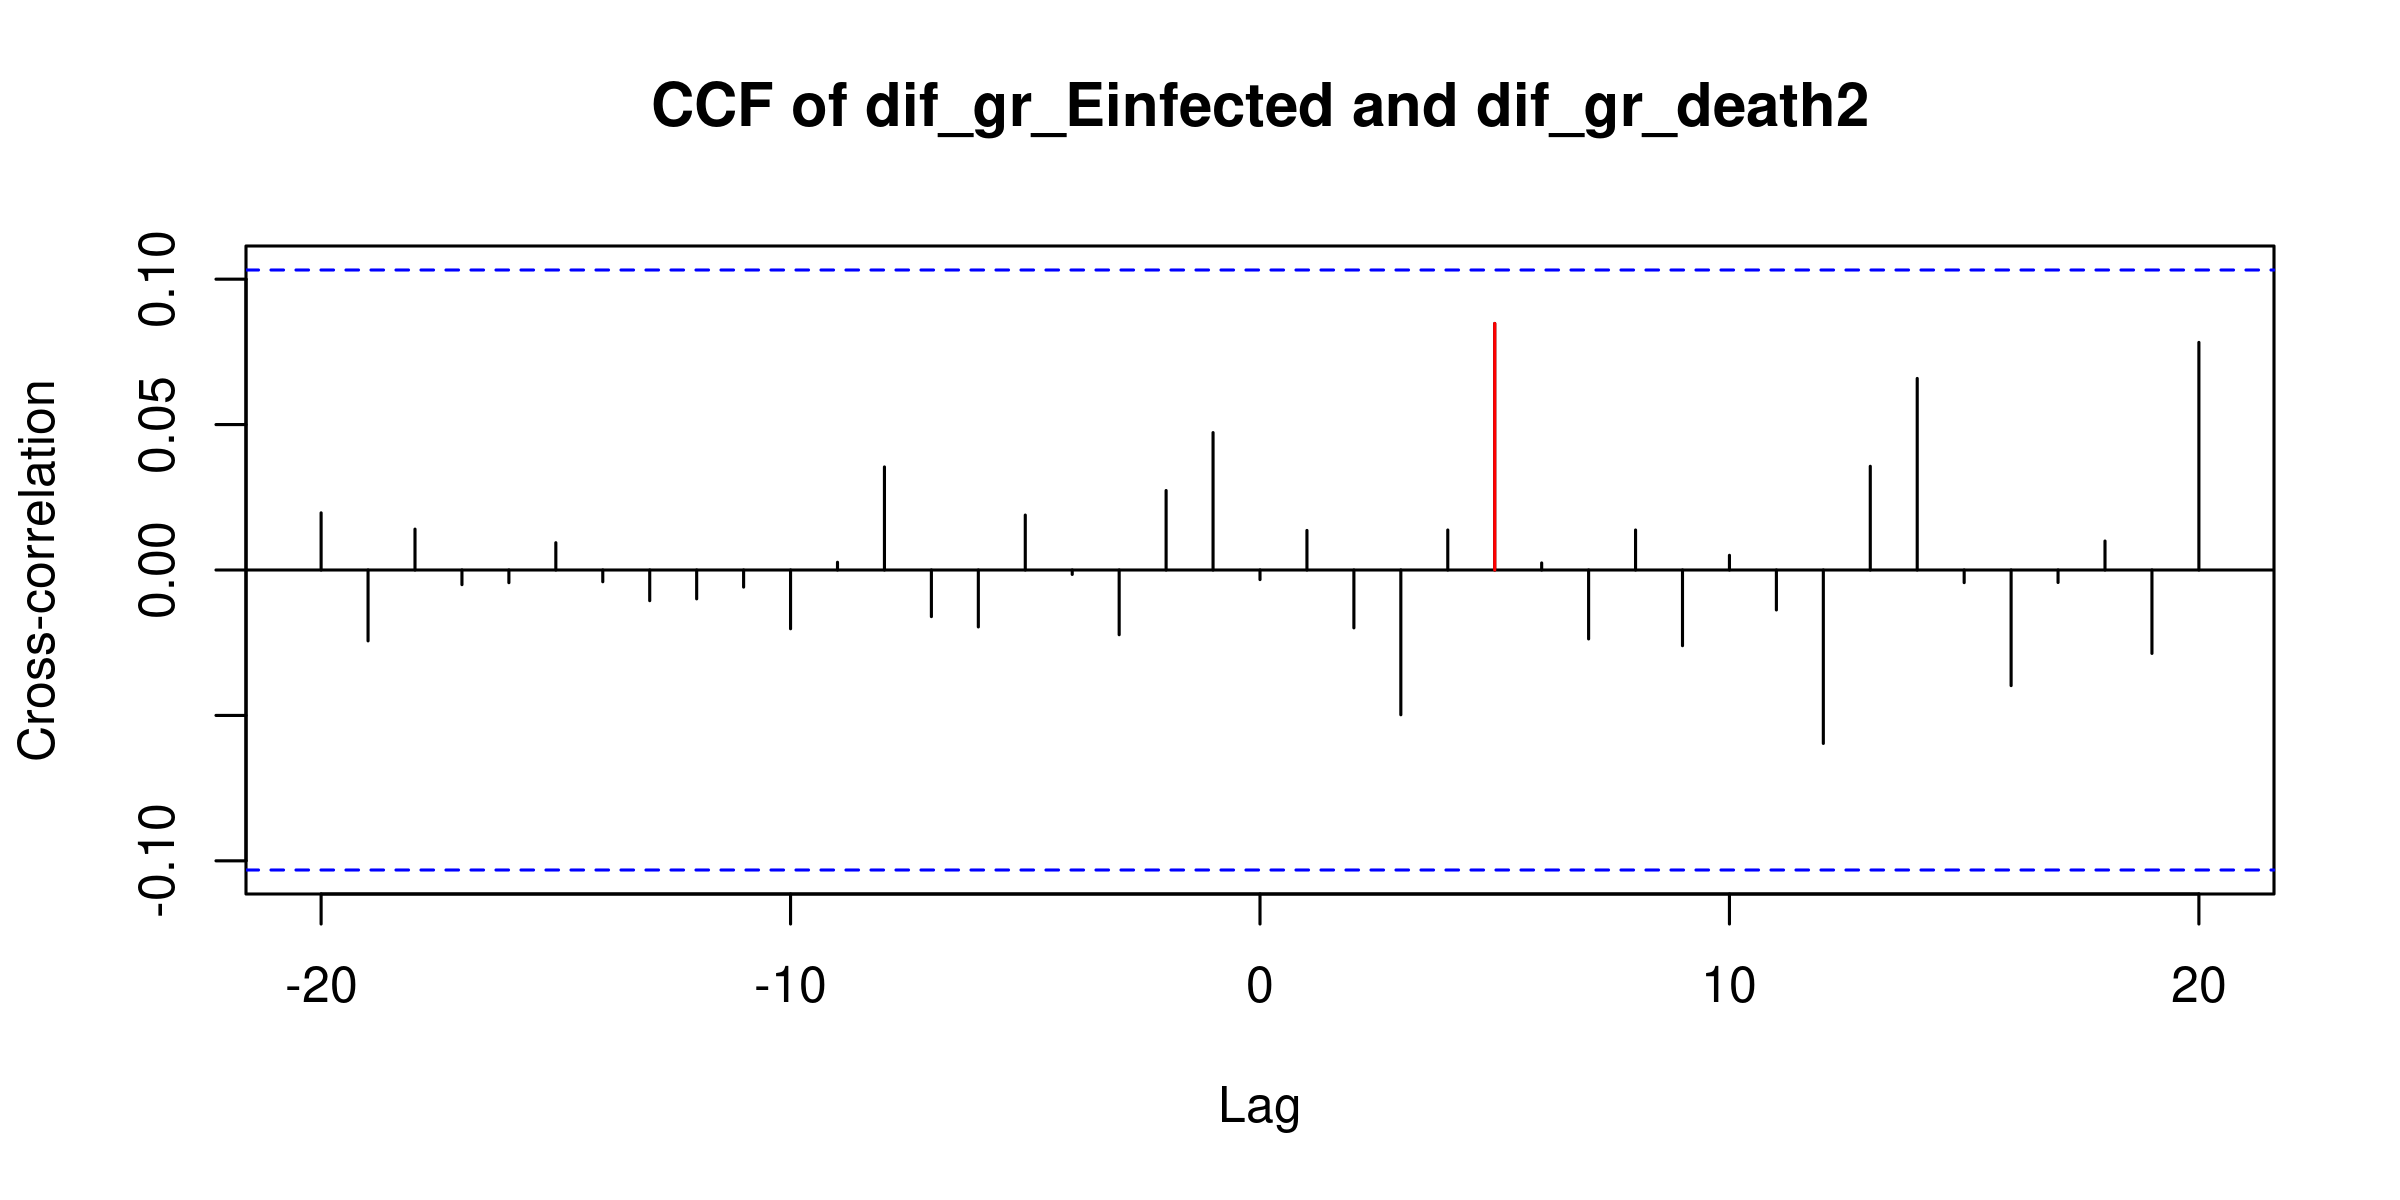 CCF of dif_gr_Einfected and dif_gr_death2
Cross-correlation
0.10
0.05
0.00
-0.10
-20 -10 0 10 20
Lag